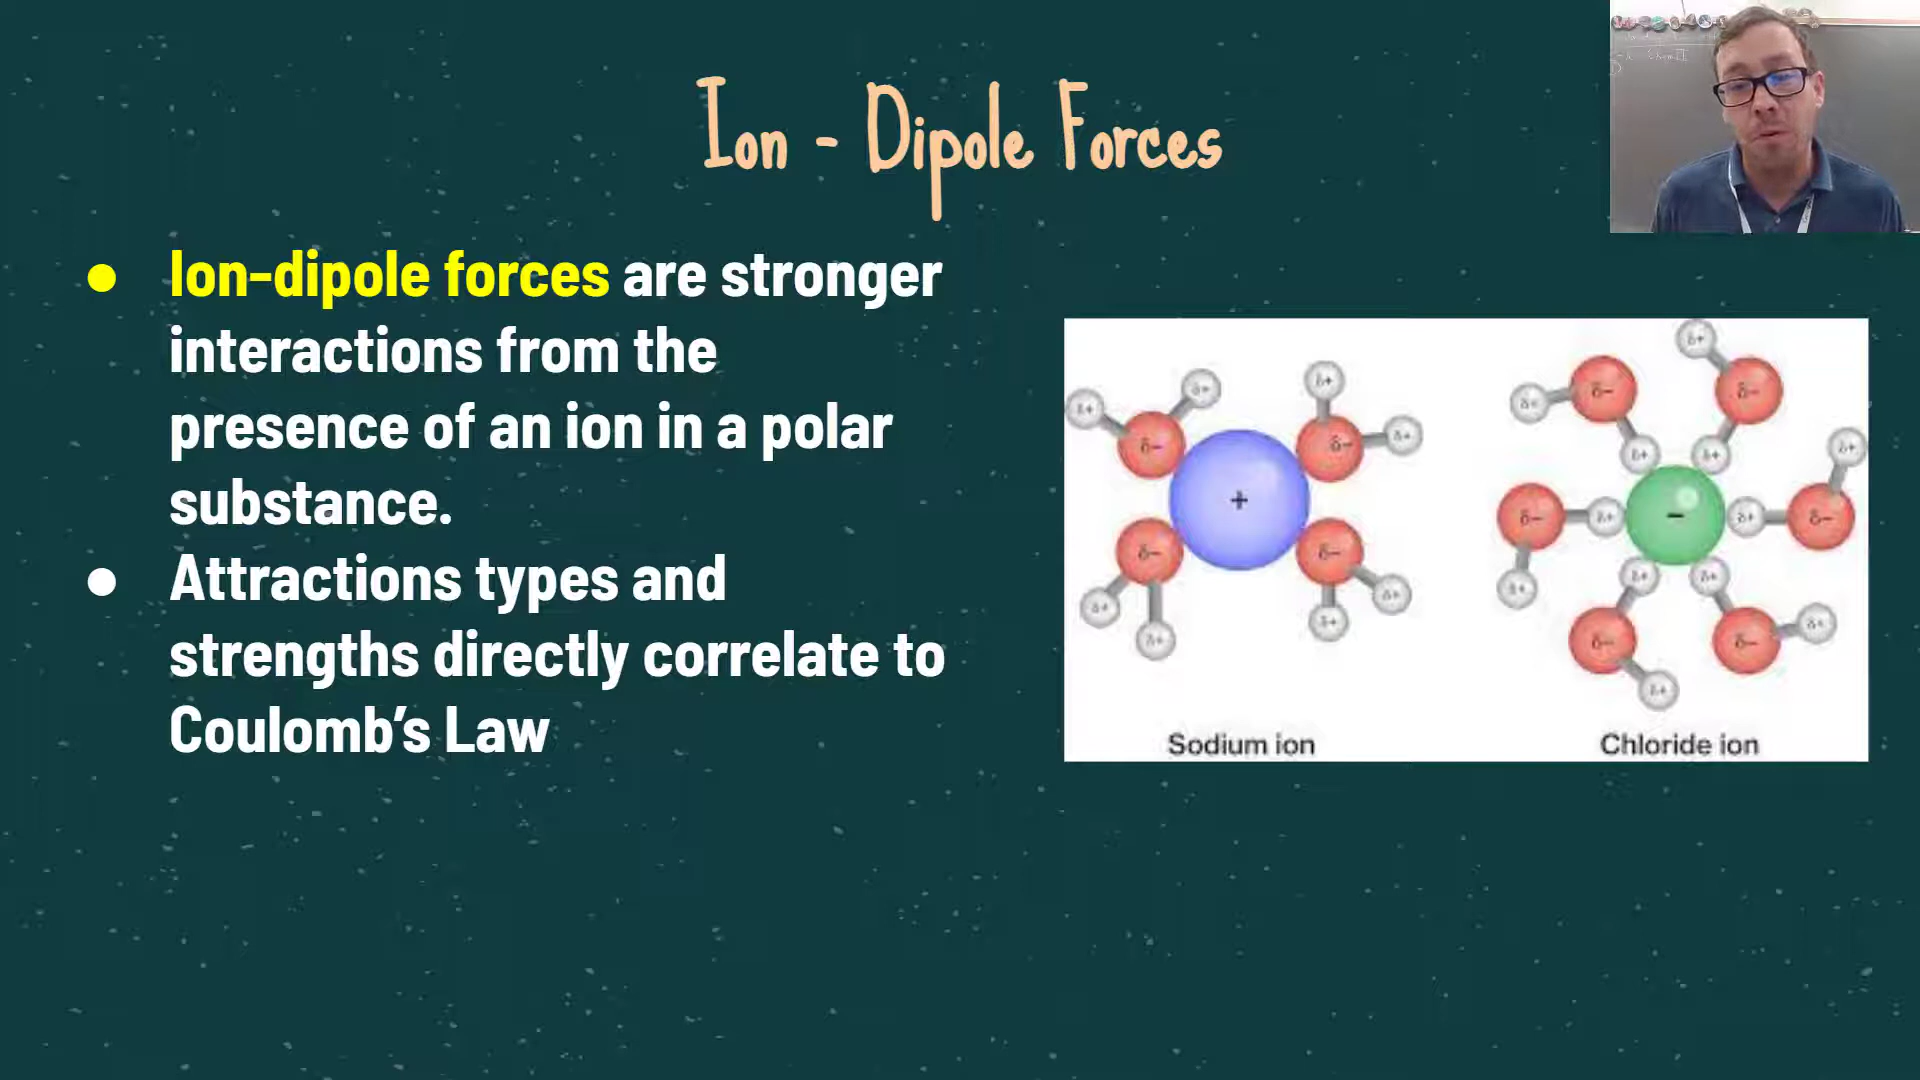 Ion - Dipole Forces
● Ion-dipole forces are stronger
interactions from the
presence of an ion in a polar
substance.
● Attractions types and
strengths directly correlate to
Coulomb’s Law
δ+ δ+ δ+ δ+
δ− δ−
+
δ− δ−
δ+ δ+ δ+ δ+
Sodium ion
δ+
δ− δ−
δ+ δ+ δ+ δ+
δ− δ+ − δ+ δ−
δ+ δ+ δ+
δ− δ− δ+
δ+
Chloride ion